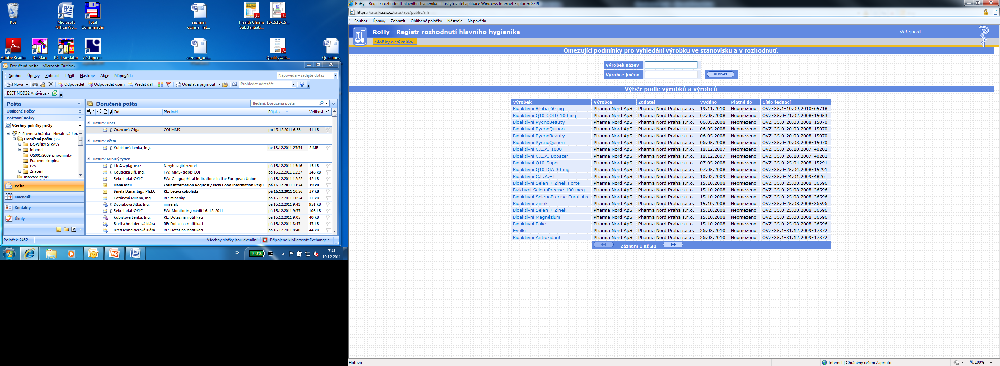 Koš
Microsoft Office Wo...
Total Commander
seznam ucinne lat...
Health Claims Substantiati...
10-5910-59...
Adobe Reader
DicMan
PC Translator
Zástupce -
seznam_uci...
Quality%20...
Questions
Doručená pošta - Microsoft Outlook
Soubor Úpravy Zobrazit Přejít Nástroje Akce Nápověda
Nápověda – zadejte dotaz
Nová Odpovědět Odpovědět všem Předat dál Odeslat a přijmout Prohledat adresáře
ESET NOD32 Antivirus
Pošta
Oblíbené složky
Poštovní složky
Všechny položky pošty
Poštovní schránka - Nováková Jana
Doručená pošta (35)
DOPLŇKY STRAVY
Internet
OS001/2009-připomínky
Pracovní skupina
PZV
Značení
Infected Items
Pošta
Kalendář
Kontakty
Úkoly
Doručená pošta
Hledání: Doručená pošta
Od Předmět Přijato Velikost
Datum: Dnes
Oravcová Olga COI MMS po 19.12.2011 6:56 41 kB
Datum: Včera
Kubistová Lenka, Ing. ne 18.12.2011 23:34 2 MB
Datum: Minulý týden
klc@szpi.gov.cz Nevyhovujici vzorek pá 16.12.2011 15:16 15 kB
Koudelka Jiří, Ing. FW: MMS- dopis ČOI pá 16.12.2011 12:37 148 kB
Sekretariát OKLC FW: Geographical Indications in the European Union pá 16.12.2011 12:22 42 kB
Dana Mell Your Information Request / New Food Information Regu... pá 16.12.2011 11:24 19 kB
Smělá Dana, Ing., Ph.D. RE: Léčivá čokoláda pá 16.12.2011 10:56 37 kB
Kozáková Milena, Ing. RE: minerály pá 16.12.2011 10:24 11 kB
Dvořáková Jitka, Ing. minerály pá 16.12.2011 9:41 951 kB
Sekretariát OKLC FW: Monitoring médií 16. 12. 2011 pá 16.12.2011 9:33 108 kB
Kubistová Lenka, Ing. RE: Dotaz na notifikaci pá 16.12.2011 9:05 40 kB
Brettschneiderová Klára RE: Dotaz na notifikaci pá 16.12.2011 8:43 43 kB
Brettschneiderová Klára RE: Dotaz na notifikaci pá 16.12.2011 8:40 44 kB
Položek: 2462 Všechny složky jsou aktuální. Připojeno k Microsoft Exchange
CS 100% 7:41
19.12.2011
RoHy - Registr rozhodnutí hlavního hygienika - Poskytovatel aplikace Windows Internet Explorer: SZPI
https://snzr.ksrzis.cz/snzr/aps/public/rrh
Soubor Úpravy Zobrazit Oblíbené položky Nástroje Nápověda
RoHy - Registr rozhodnutí hlavního hygienika
Veřejnost
Složky a výrobky
Omezující podmínky pro vyhledání výrobku ve stanovisku a v rozhodnutí.
Výrobek název
Výrobce jméno HLEDAT
Výběr podle výrobků a výrobců
Výrobek Výrobce Žadatel Vydáno Platné do Číslo jednací
Bioaktivní Biloba 60 mg Pharma Nord ApS Pharma Nord Praha s.r.o. 19.11.2010 Neomezeno OVZ-35.1-10.09.2010-65718
Bioaktivní Q10 GOLD 100 mg Pharma Nord ApS Pharma Nord Praha s.r.o. 07.05.2008 Neomezeno OVZ-35.0-21.02.2008-15053
Bioaktivní PycnoBeauty Pharma Nord ApS Pharma Nord Praha s.r.o. 06.05.2008 Neomezeno OVZ-35.0-20.03.2008-15070
Bioaktivní PycnoQuinon Pharma Nord ApS Pharma Nord Praha s.r.o. 06.05.2008 Neomezeno OVZ-35.0-20.03.2008-15070
Bioaktivní PycnoBeauty Pharma Nord ApS Pharma Nord Praha s.r.o. 06.05.2008 Neomezeno OVZ-35.0-20.03.2008-15070
Bioaktivní PycnoQuinon Pharma Nord ApS Pharma Nord Praha s.r.o. 06.05.2008 Neomezeno OVZ-35.0-20.03.2008-15070
Bioaktivní C.L.A. 1000 Pharma Nord ApS Pharma Nord Praha s.r.o. 18.12.2007 Neomezeno OVZ-35.0-26.10.2007-40201
Bioaktivní C.L.A. Booster Pharma Nord ApS Pharma Nord Praha s.r.o. 18.12.2007 Neomezeno OVZ-35.0-26.10.2007-40201
Bioaktivní Q10 Super Pharma Nord ApS Pharma Nord Praha s.r.o. 07.05.2008 Neomezeno OVZ-35.0-25.04.2008-15291
Bioaktivní Q10 DIA 30 mg Pharma Nord ApS Pharma Nord Praha s.r.o. 07.05.2008 Neomezeno OVZ-35.0-25.04.2008-15291
Bioaktivní C.L.A.+T Pharma Nord ApS Pharma Nord Praha s.r.o. 10.02.2009 Neomezeno OVZ-35.0-24.01.2009-4826
Bioaktivní Selen + Zinek Forte Pharma Nord ApS Pharma Nord Praha s.r.o. 15.10.2008 Neomezeno OVZ-35.0-25.08.2008-36596
Biaktivní SelenoPrecise 100 mcg Pharma Nord ApS Pharma Nord Praha s.r.o. 15.10.2008 Neomezeno OVZ-35.0-25.08.2008-36596
Bioaktivní SelenoPrecise Eurotabs Pharma Nord ApS Pharma Nord Praha s.r.o. 15.10.2008 Neomezeno OVZ-35.0-25.08.2008-36596
Bioaktivní Zinek Pharma Nord ApS Pharma Nord Praha s.r.o. 15.10.2008 Neomezeno OVZ-35.0-25.08.2008-36596
Bioaktivní Selen + Zinek Pharma Nord ApS Pharma Nord Praha s.r.o. 15.10.2008 Neomezeno OVZ-35.0-25.08.2008-36596
Bioaktivní Magnézium Pharma Nord ApS Pharma Nord Praha s.r.o. 15.10.2008 Neomezeno OVZ-35.0-25.08.2008-36596
Bioaktivní Folic Pharma Nord ApS Pharma Nord Praha s.r.o. 15.10.2008 Neomezeno OVZ-35.0-25.08.2008-36596
Evelle Pharma Nord ApS Pharma Nord Praha s.r.o. 26.03.2010 Neomezeno OVZ-35.1-31.12.2009-17372
Bioaktivní Antioxidant Pharma Nord ApS Pharma Nord Praha s.r.o. 26.03.2010 Neomezeno OVZ-35.1-31.12.2009-17372
Záznam 1 až 20
Hotovo Internet | Chráněný režim: Zapnuto 100%